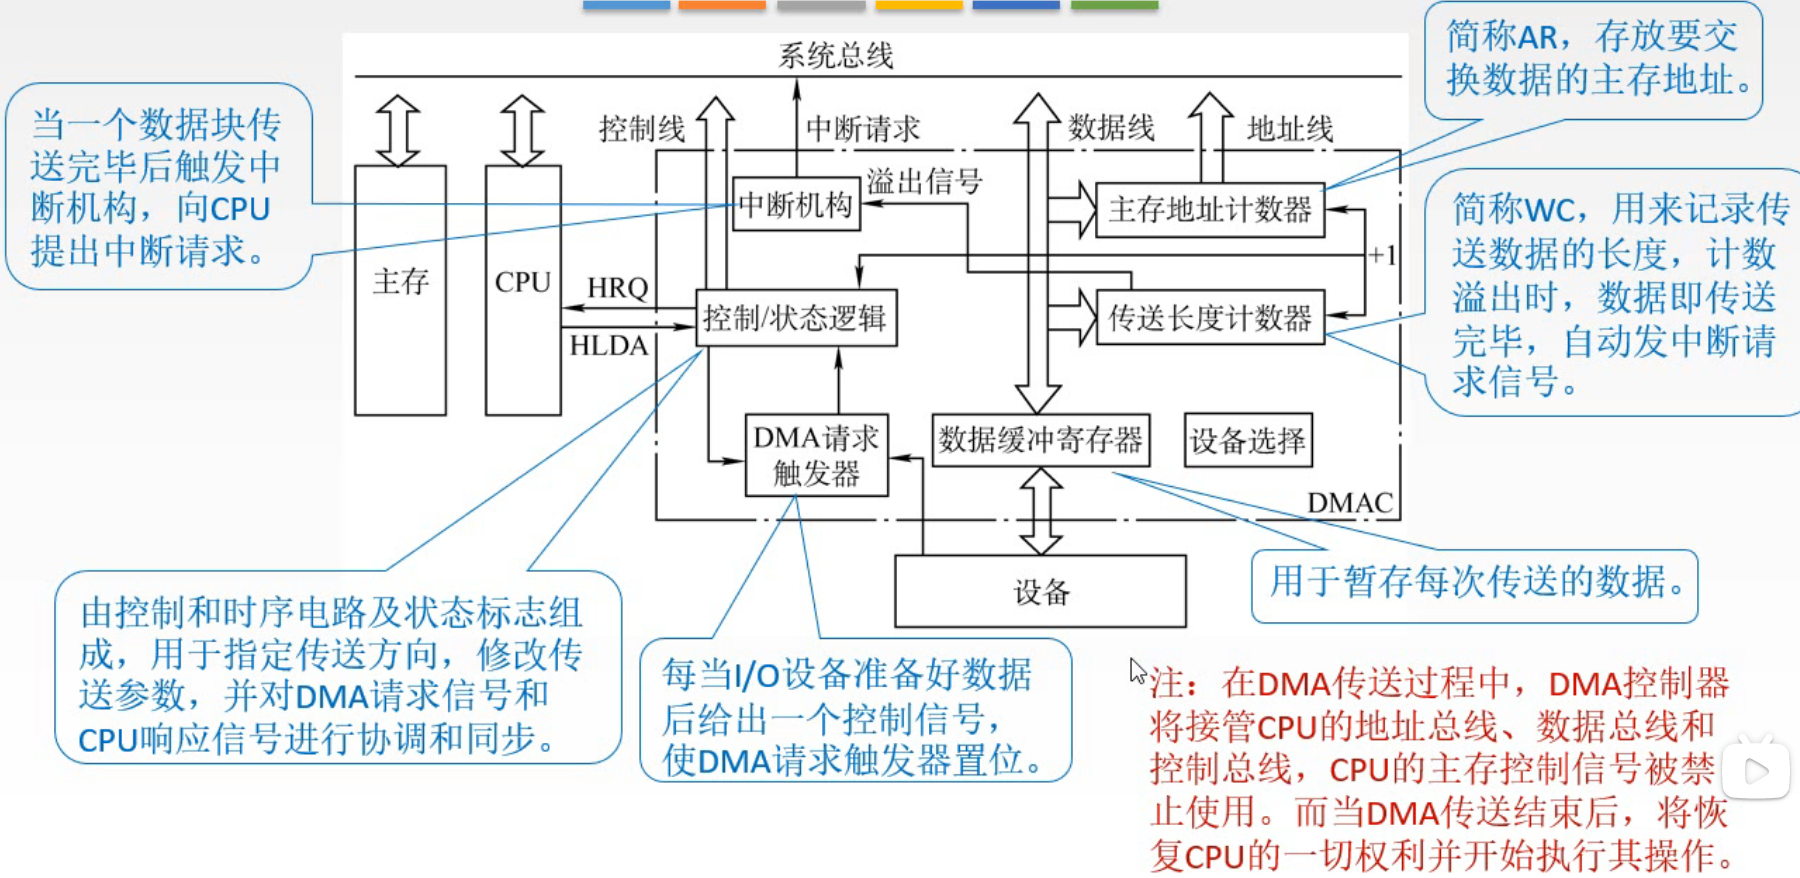 系统总线
简称AR，存放要交
换数据的主存地址。
当一个数据块传
送完毕后触发中
断机构，向CPU
提出中断请求。
控制线
中断请求
数据线
地址线
溢出信号
中断机构
主存地址计数器
简称WC，用来记录传
送数据的长度，计数
溢出时，数据即传送
完毕，自动发中断请
求信号。
+1
主存
CPU
HRQ
HLDA
控制/状态逻辑
传送长度计数器
DMA请求
触发器
数据缓冲寄存器
设备选择
DMAC
设备
用于暂存每次传送的数据。
由控制和时序电路及状态标志组
成，用于指定传送方向，修改传
送参数，并对DMA请求信号和
CPU响应信号进行协调和同步。
每当I/O设备准备好数据
后给出一个控制信号，
使DMA请求触发器置位。
注：在DMA传送过程中，DMA控制器
将接管CPU的地址总线、数据总线和
控制总线，CPU的主存控制信号被禁
止使用。而当DMA传送结束后，将恢
复CPU的一切权利并开始执行其操作。